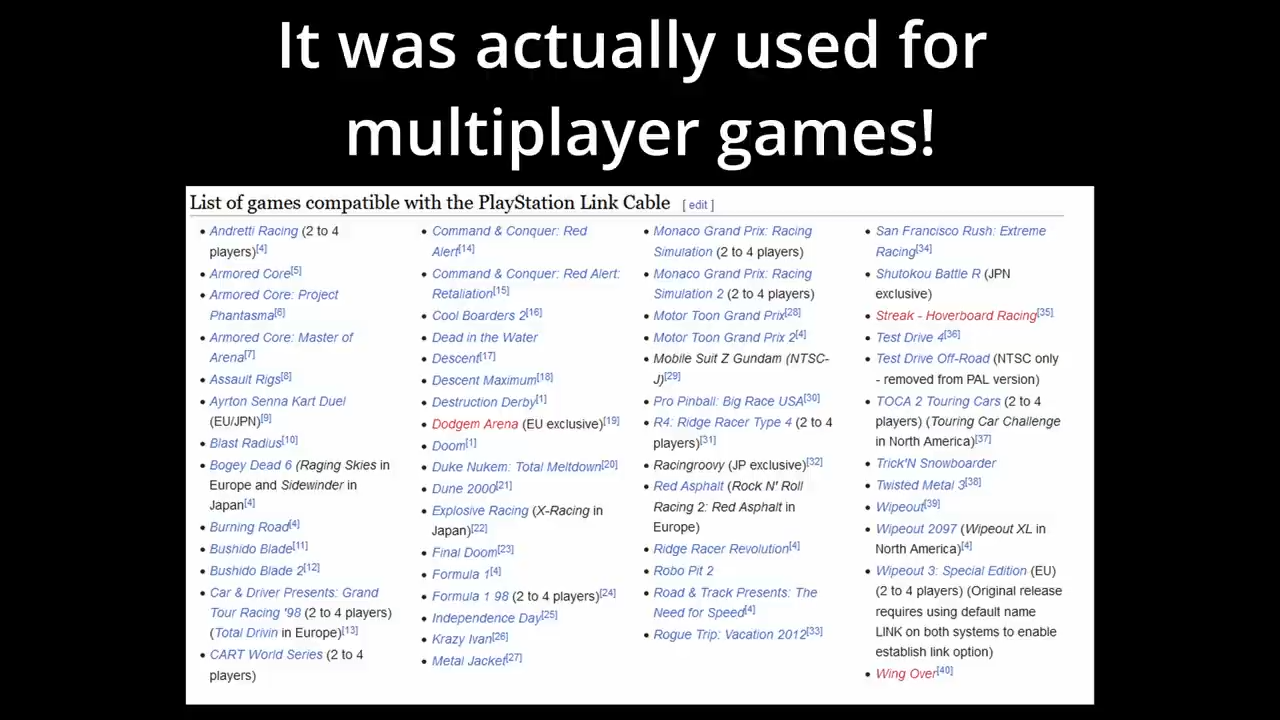 It was actually used for
multiplayer games!
List of games compatible with the PlayStation Link Cable [ edit ]
• Andretti Racing (2 to 4
players)[4]
• Armored Core[5]
• Armored Core: Project
Phantasma[6]
• Armored Core: Master of
Arena[7]
• Assault Rigs[8]
• Ayrton Senna Kart Duel
(EU/JPN)[9]
• Blast Radius[10]
• Bogey Dead 6 (Raging Skies in
Europe and Sidewinder in
Japan[4]
• Burning Road[4]
• Bushido Blade[11]
• Bushido Blade 2[12]
• Car & Driver Presents: Grand
Tour Racing '98 (2 to 4 players)
(Total Drivin in Europe)[13]
• CART World Series (2 to 4
players)
• Command & Conquer: Red
Alert[14]
• Command & Conquer: Red Alert:
Retaliation[15]
• Cool Boarders 2[16]
• Dead in the Water
• Descent[17]
• Descent Maximum[18]
• Destruction Derby[1]
• Dodgem Arena (EU exclusive)[19]
• Doom[1]
• Duke Nukem: Total Meltdown[20]
• Dune 2000[21]
• Explosive Racing (X-Racing in
Japan)[22]
• Final Doom[23]
• Formula 1[4]
• Formula 1 98 (2 to 4 players)[24]
• Independence Day[25]
• Krazy Ivan[26]
• Metal Jacket[27]
• Monaco Grand Prix: Racing
Simulation (2 to 4 players)
• Monaco Grand Prix: Racing
Simulation 2 (2 to 4 players)
• Motor Toon Grand Prix[28]
• Motor Toon Grand Prix 2[4]
• Mobile Suit Z Gundam (NTSC-
J)[29]
• Pro Pinball: Big Race USA[30]
• R4: Ridge Racer Type 4 (2 to 4
players)[31]
• Racingroovy (JP exclusive)[32]
• Red Asphalt (Rock N' Roll
Racing 2: Red Asphalt in
Europe)
• Ridge Racer Revolution[4]
• Robo Pit 2
• Road & Track Presents: The
Need for Speed[4]
• Rogue Trip: Vacation 2012[33]
• San Francisco Rush: Extreme
Racing[34]
• Shutokou Battle R (JPN
exclusive)
• Streak - Hoverboard Racing[35]
• Test Drive 4[36]
• Test Drive Off-Road (NTSC only
- removed from PAL version)
• TOCA 2 Touring Cars (2 to 4
players) (Touring Car Challenge
in North America)[37]
• Trick'N Snowboarder
• Twisted Metal 3[38]
• Wipeout[39]
• Wipeout 2097 (Wipeout XL in
North America)[4]
• Wipeout 3: Special Edition (EU)
(2 to 4 players) (Original release
requires using default name
LINK on both systems to enable
establish link option)
• Wing Over[40]